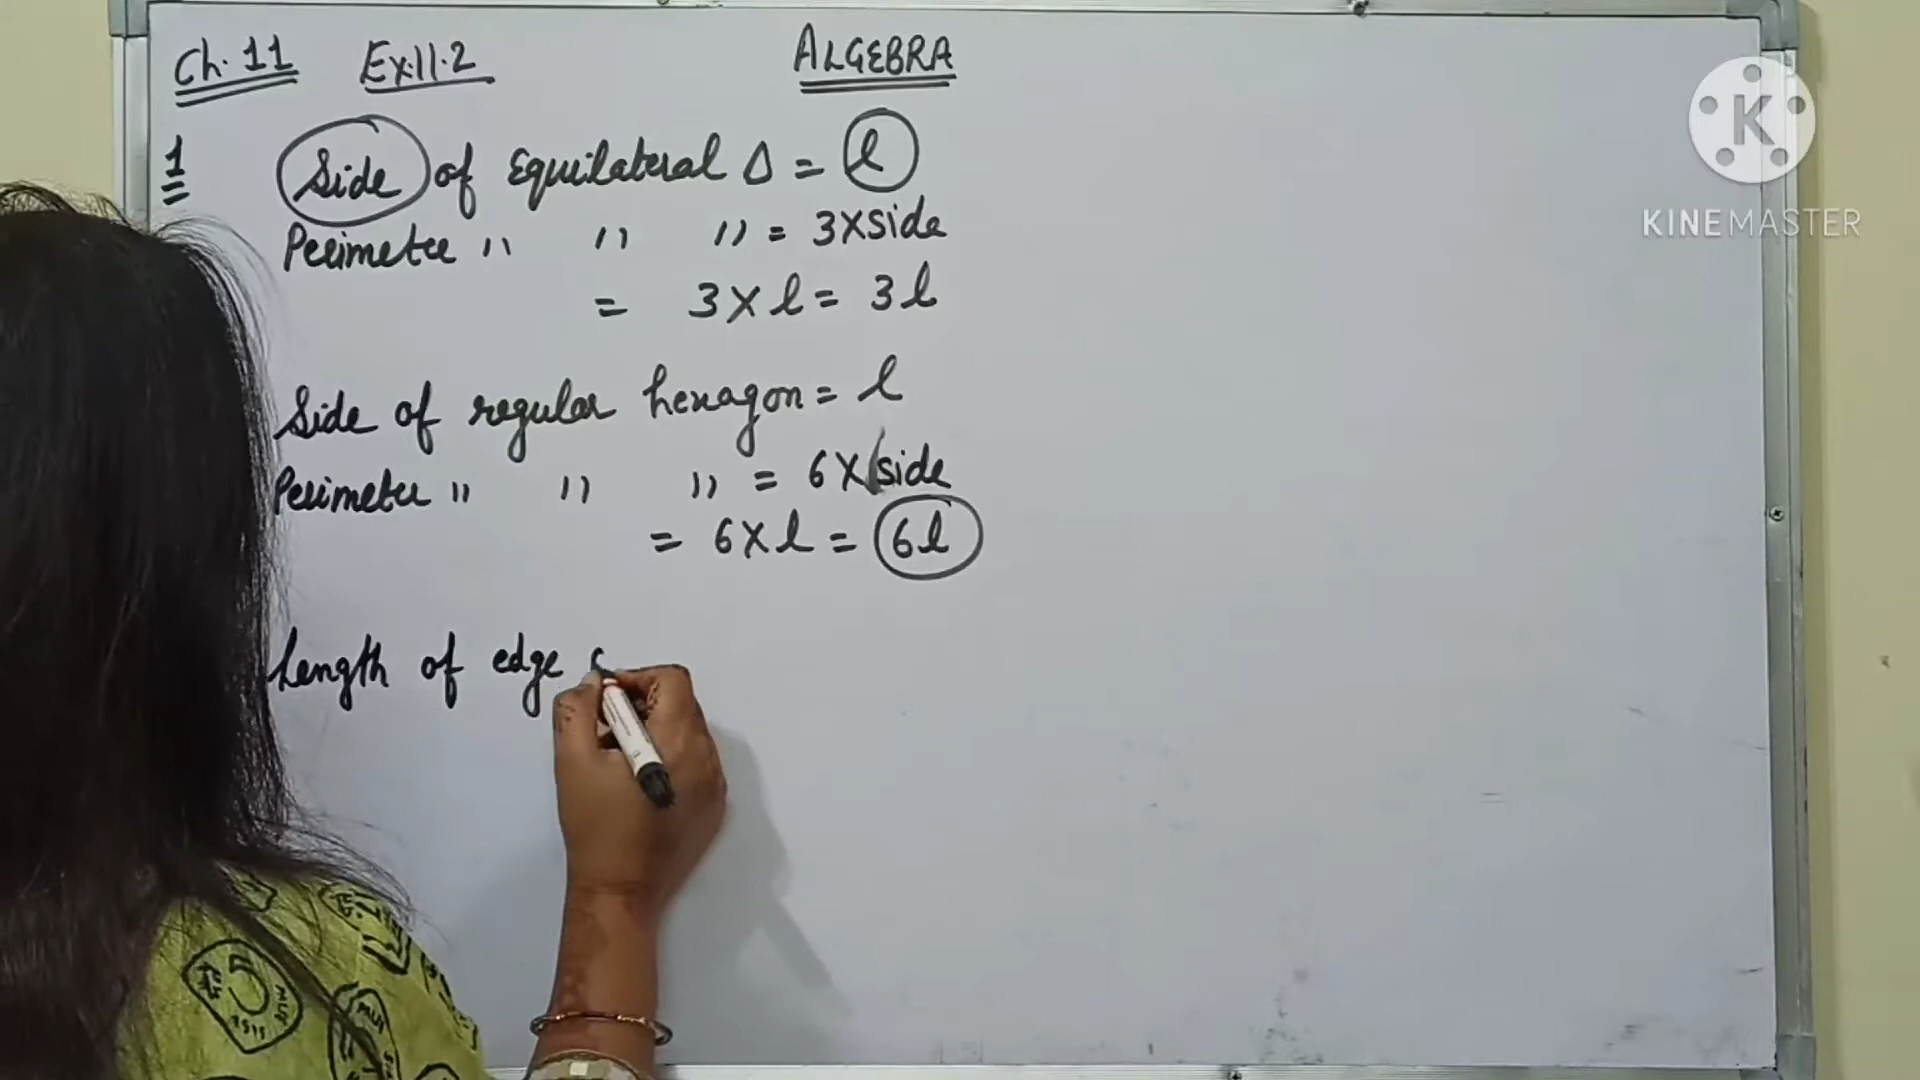 Ch. 11 Ex. 11.2 ALGEBRA
1 Side of Equilateral Δ = l
Perimeter " " " = 3 X side
= 3 X l = 3l
Side of regular hexagon = l
Perimeter " " " = 6 X side
= 6 X l = 6l
Length of edge
K
KINEMASTER